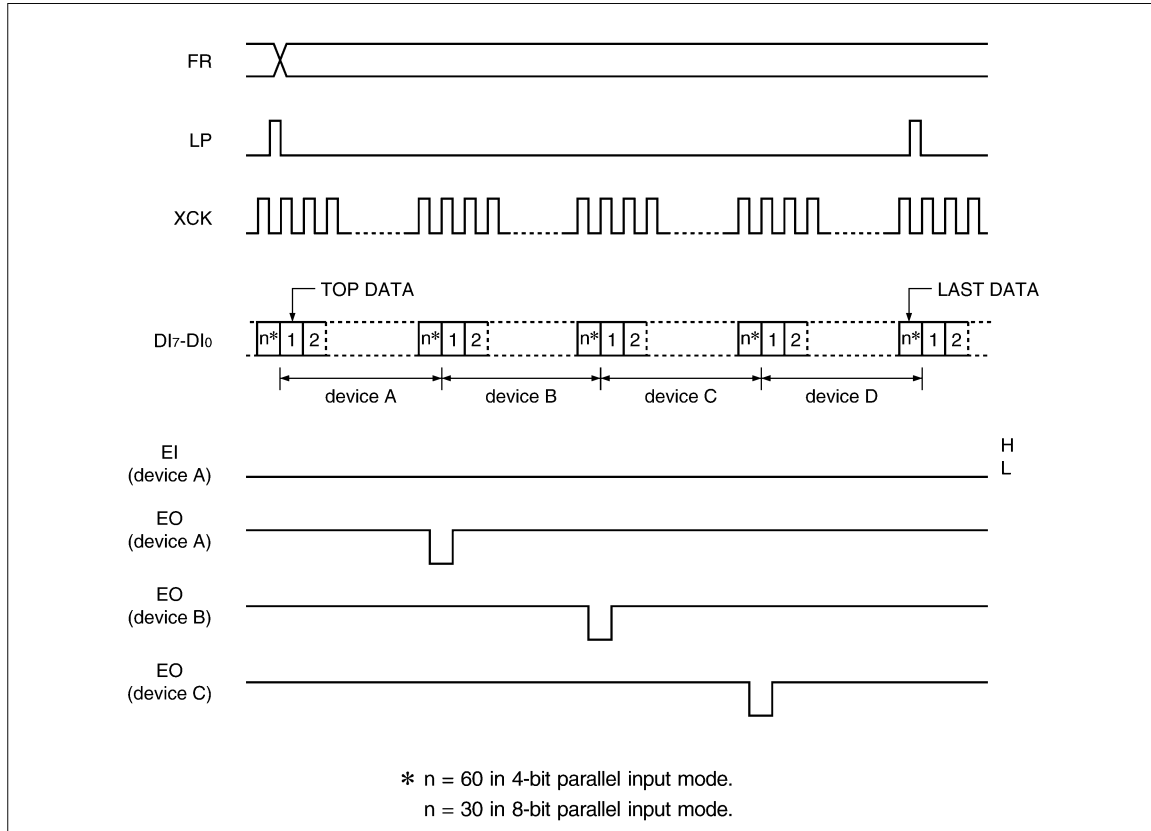 FR
LP
XCK
TOP DATA
LAST DATA
DI7-DI0
n* 1 2 n* 1 2 n* 1 2 n* 1 2 n* 1 2
device A device B device C device D
EI
(device A)
H
L
EO
(device A)
EO
(device B)
EO
(device C)
* n = 60 in 4-bit parallel input mode.
n = 30 in 8-bit parallel input mode.